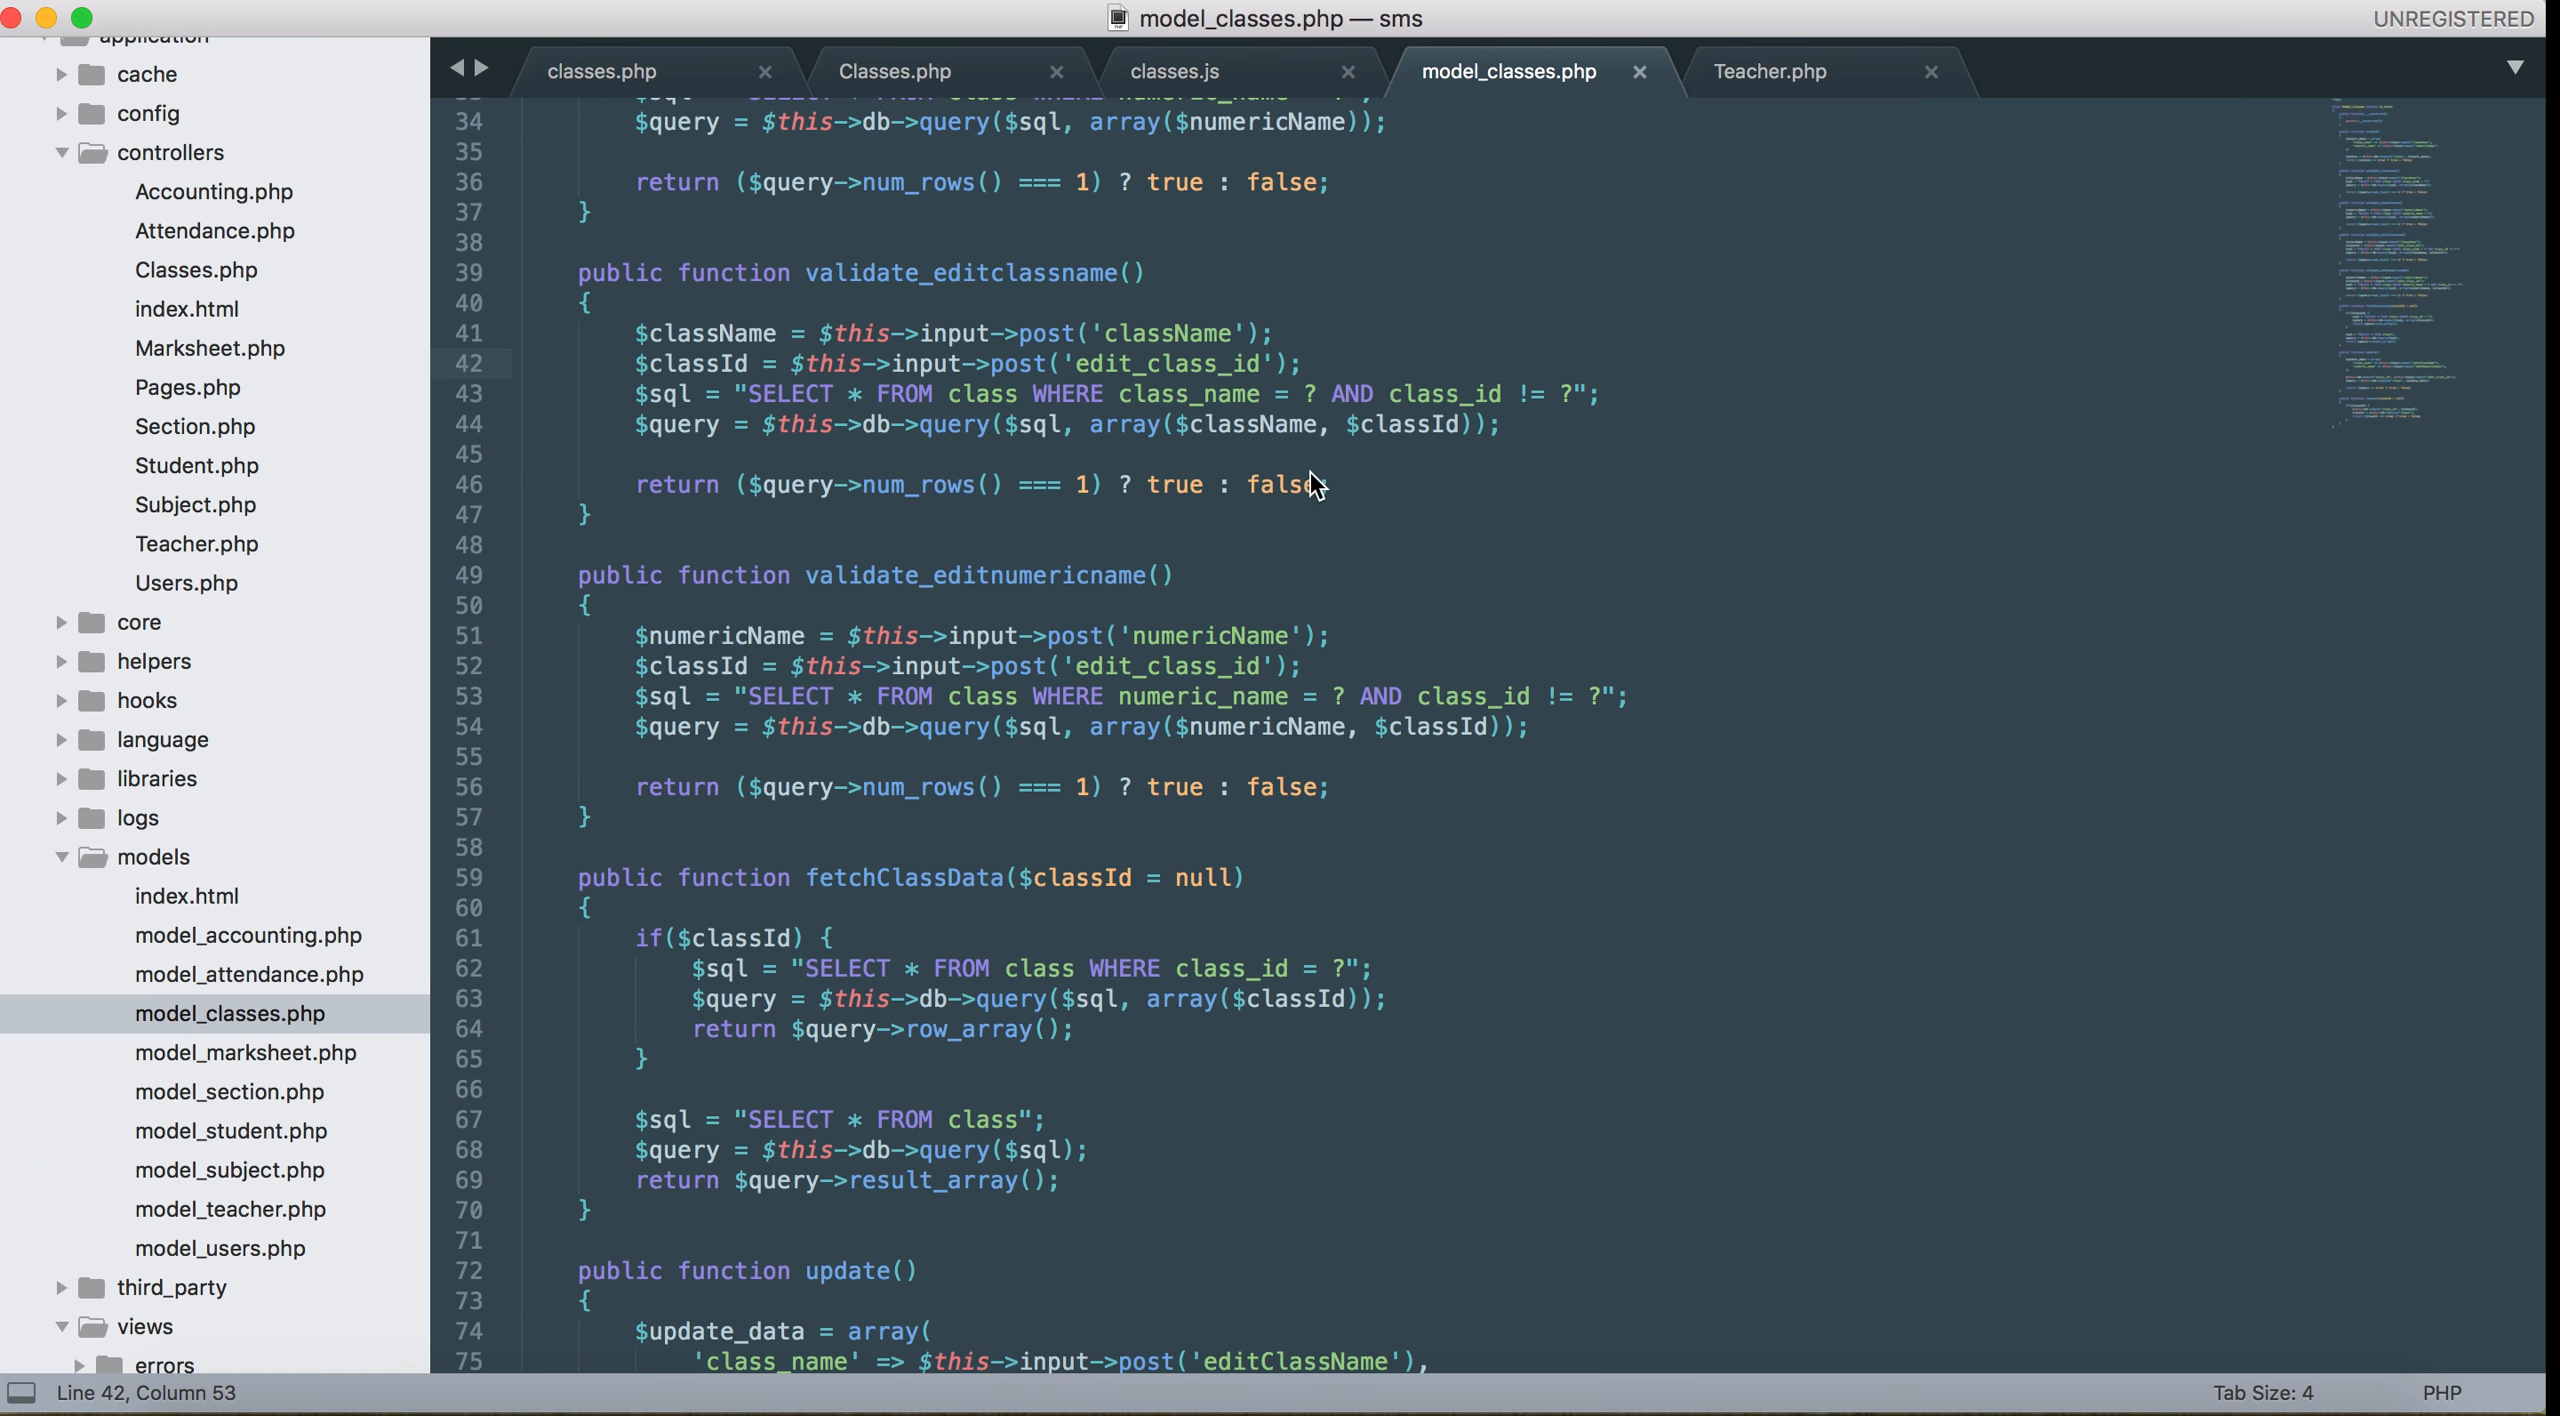 model_classes.php — sms
UNREGISTERED
application
cache
config
controllers
Accounting.php
Attendance.php
Classes.php
index.html
Marksheet.php
Pages.php
Section.php
Student.php
Subject.php
Teacher.php
Users.php
core
helpers
hooks
language
libraries
logs
models
index.html
model_accounting.php
model_attendance.php
model_classes.php
model_marksheet.php
model_section.php
model_student.php
model_subject.php
model_teacher.php
model_users.php
third_party
views
errors
classes.php
Classes.php
classes.js
model_classes.php
Teacher.php
34 $query = $this->db->query($sql, array($numericName));
35
36 return ($query->num_rows() === 1) ? true : false;
37 }
38
39 public function validate_editclassname()
40 {
41 $className = $this->input->post('className');
42 $classId = $this->input->post('edit_class_id');
43 $sql = "SELECT * FROM class WHERE class_name = ? AND class_id != ?";
44 $query = $this->db->query($sql, array($className, $classId));
45
46 return ($query->num_rows() === 1) ? true : false;
47 }
48
49 public function validate_editnumericname()
50 {
51 $numericName = $this->input->post('numericName');
52 $classId = $this->input->post('edit_class_id');
53 $sql = "SELECT * FROM class WHERE numeric_name = ? AND class_id != ?";
54 $query = $this->db->query($sql, array($numericName, $classId));
55
56 return ($query->num_rows() === 1) ? true : false;
57 }
58
59 public function fetchClassData($classId = null)
60 {
61 if($classId) {
62 $sql = "SELECT * FROM class WHERE class_id = ?";
63 $query = $this->db->query($sql, array($classId));
64 return $query->row_array();
65 }
66
67 $sql = "SELECT * FROM class";
68 $query = $this->db->query($sql);
69 return $query->result_array();
70 }
71
72 public function update()
73 {
74 $update_data = array(
75 'class_name' => $this->input->post('editClassName'),
Line 42, Column 53
Tab Size: 4
PHP